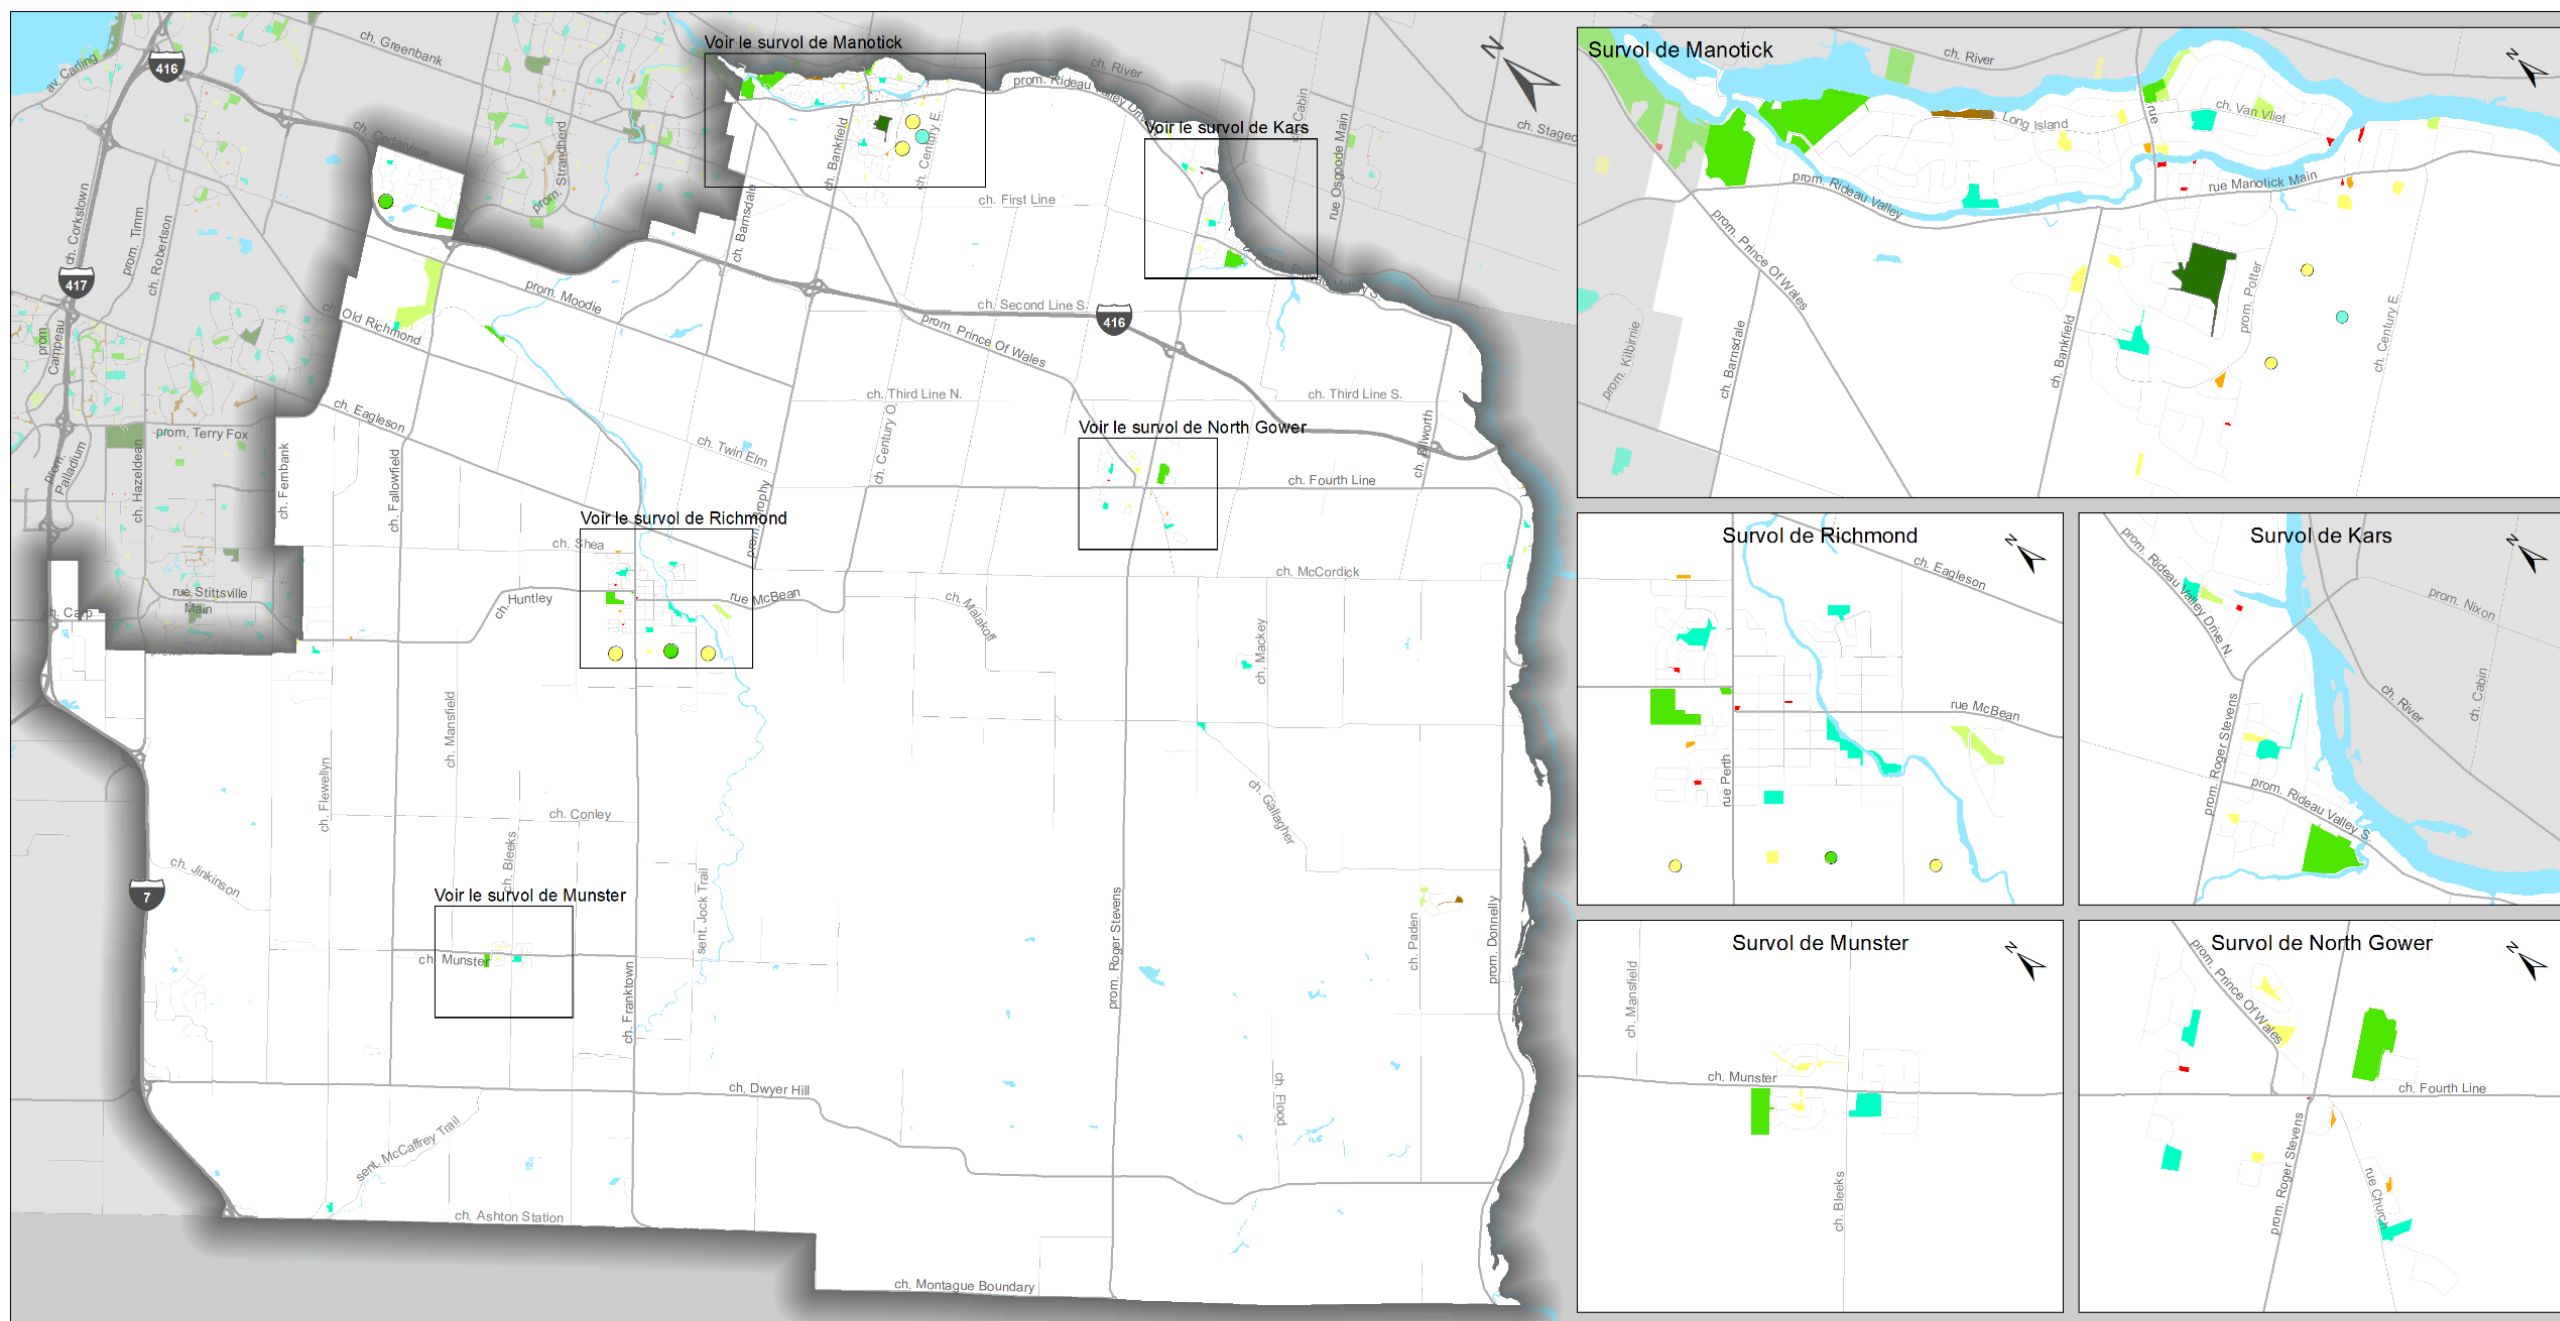 Voir le survol de Manotick
ch. Greenbank
416
av. Carling
ch. River
prom. Rideau Valley Driv
Voir le survol de Kars
ch. Cabin
rue Osgoode Main
ch. Cedarview
prom. Strandherd
ch. Bankfield
ch. Century E.
ch. Corkstown
prom. Timm
ch. Robertson
ch. Barnsdale
ch. First Line
417
prom. Moodie
ch. Second Line S.
416
ch. Old Richmond
prom. Campeau
prom. Prince Of Wales
ch. Third Line N.
ch. Third Line S.
ch. Eagleson
prom. Terry Fox
Voir le survol de North Gower
ch. Twin Elm
ch. Century O.
ch. Dilworth
prom. Palladium
ch. Hazeldean
ch. Fernbank
ch. Fallowfield
ch. Fourth Line
Voir le survol de Richmond
prom. Brophy
ch. Shea
ch. McCordick
rue Stittsville
Main
ch. Huntley
rue McBean
ch. Malakoff
ch. Carp
ch. Mackey
ch. Mansfield
ch. Flewellyn
ch. Conley
ch. Gallagher
ch. Bleeks
ch. Jinkinson
7
Voir le survol de Munster
sent. Jock Trail
prom. Roger Stevens
ch. Paden
prom. Donnelly
ch. Munster
ch. Franktown
ch. Dwyer Hill
ch. Flood
sent. McCaffrey Trail
ch. Ashton Station
ch. Montague Boundary
N
Survol de Manotick
N
ch. River
ch. Van Vliet
rue
Long Island
prom. Rideau Valley
rue Manotick Main
prom. Prince Of Wales
prom. Potter
prom. Kilbirnie
ch. Barnsdale
ch. Bankfield
ch. Century E.
Survol de Richmond
N
ch. Eagleson
rue McBean
rue Perth
Survol de Kars
N
prom. Rideau Valley Drive N
prom. Nixon
ch. Cabin
ch. River
prom. Roger Stevens
prom. Rideau Valley S.
Survol de Munster
N
ch. Mansfield
ch. Munster
ch. Bleeks
Survol de North Gower
N
prom. Prince Of Wales
ch. Fourth Line
prom. Roger Stevens
rue Church